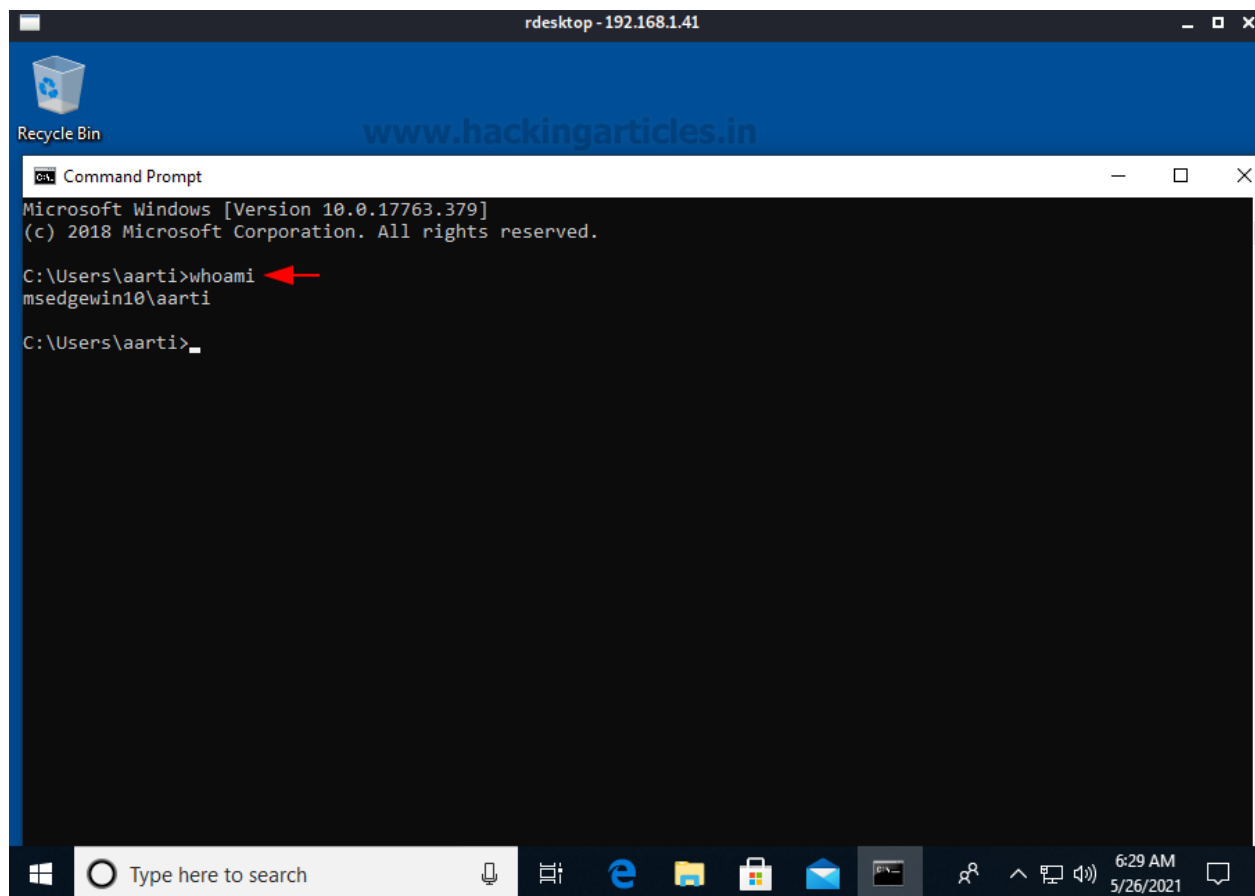 rdesktop - 192.168.1.41
Recycle Bin
www.hackingarticles.in
Command Prompt
Microsoft Windows [Version 10.0.17763.379]
(c) 2018 Microsoft Corporation. All rights reserved.
C:\Users\aarti>whoami
msedgewin10\aarti
C:\Users\aarti>_
Type here to search
6:29 AM
5/26/2021